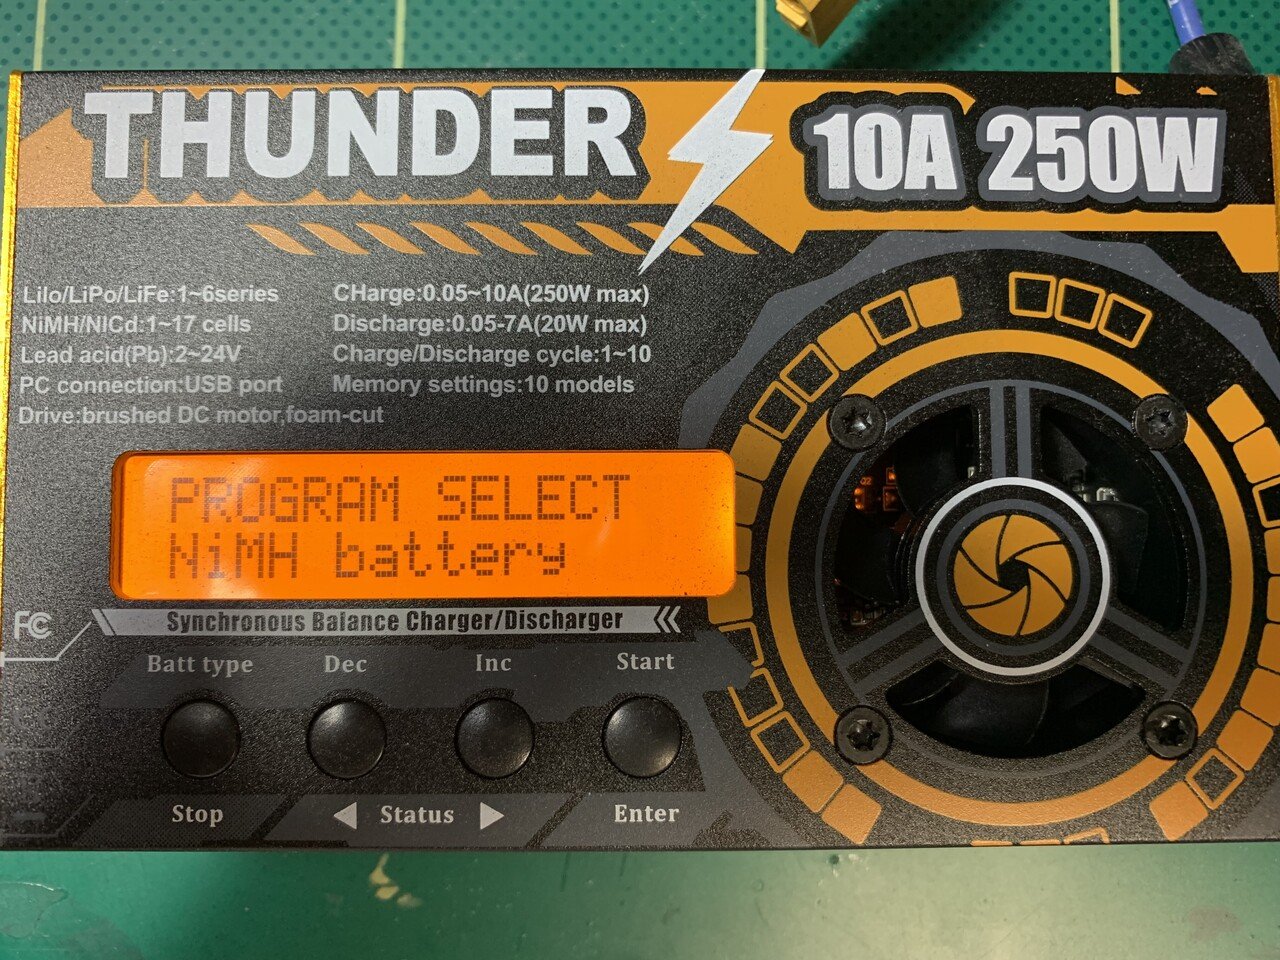 THUNDER 10A 250W
LiIo/LiPo/LiFe:1~6series
NiMH/NICd:1~17 cells
Lead acid(Pb):2~24V
PC connection:USB port
Drive:brushed DC motor,foam-cut
CHarge:0.05~10A(250W max)
Discharge:0.05-7A(20W max)
Charge/Discharge cycle:1~10
Memory settings:10 models
PROGRAM SELECT
NiMH battery
FC
Synchronous Balance Charger/Discharger
Batt type Dec Inc Start
Stop Status Enter